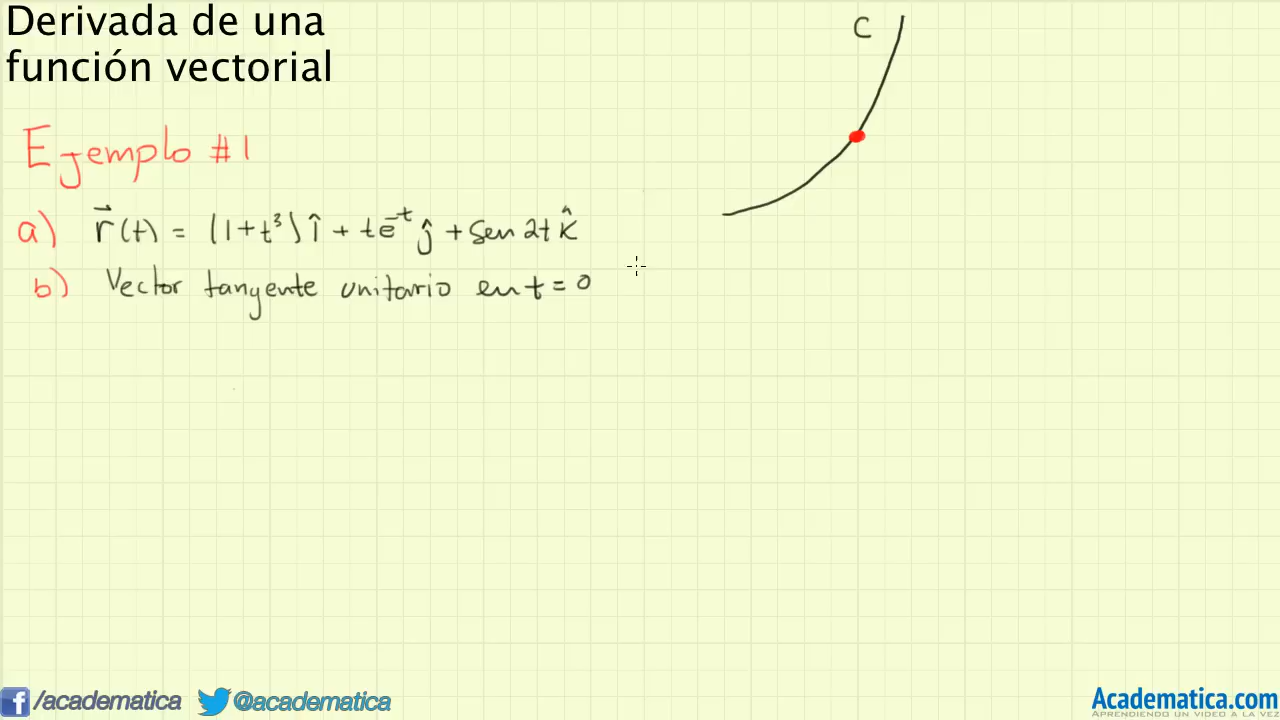 Derivada de una
función vectorial
C
Ejemplo #1
a) r⃗(t) = (1+t³) î + te⁻ᵗ ĵ + sen 2t k̂
b) Vector tangente unitario en t = 0
f /academatica @academatica
Academatica.com
APRENDIENDO UN VIDEO A LA VEZ